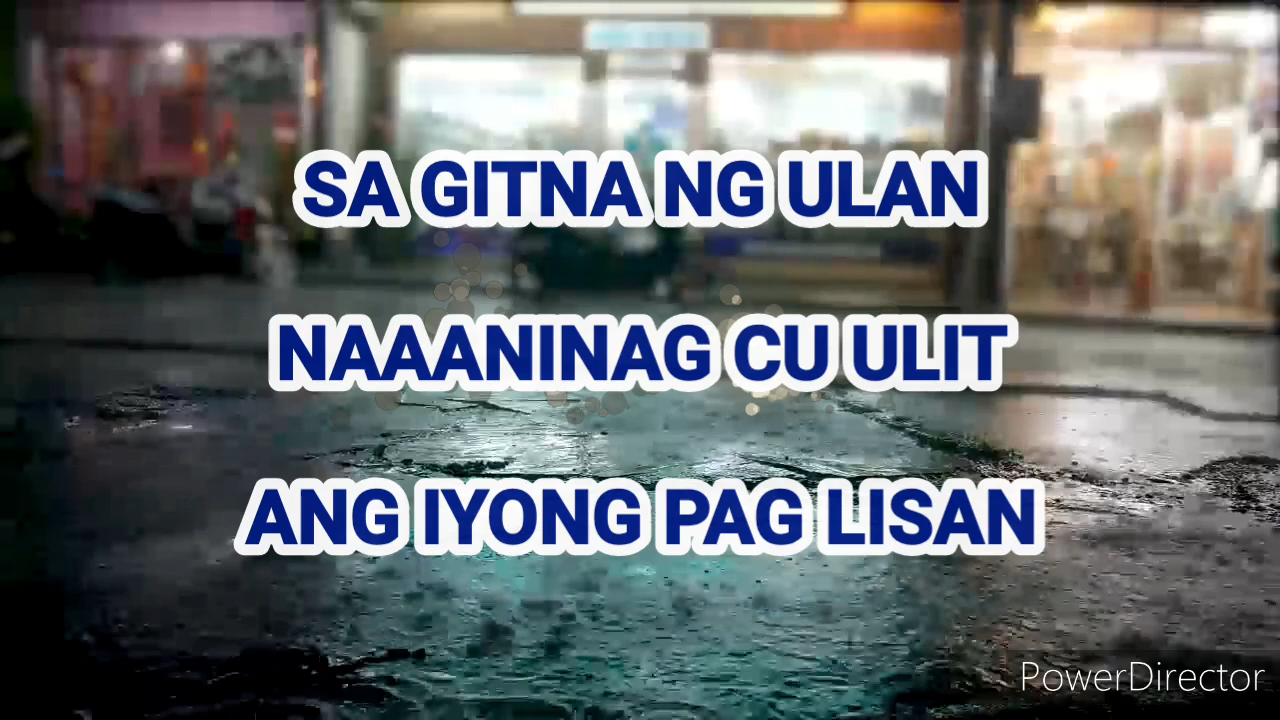 SA GITNA NG ULAN
NAAANINAG CU ULIT
ANG IYONG PAG LISAN
PowerDirector